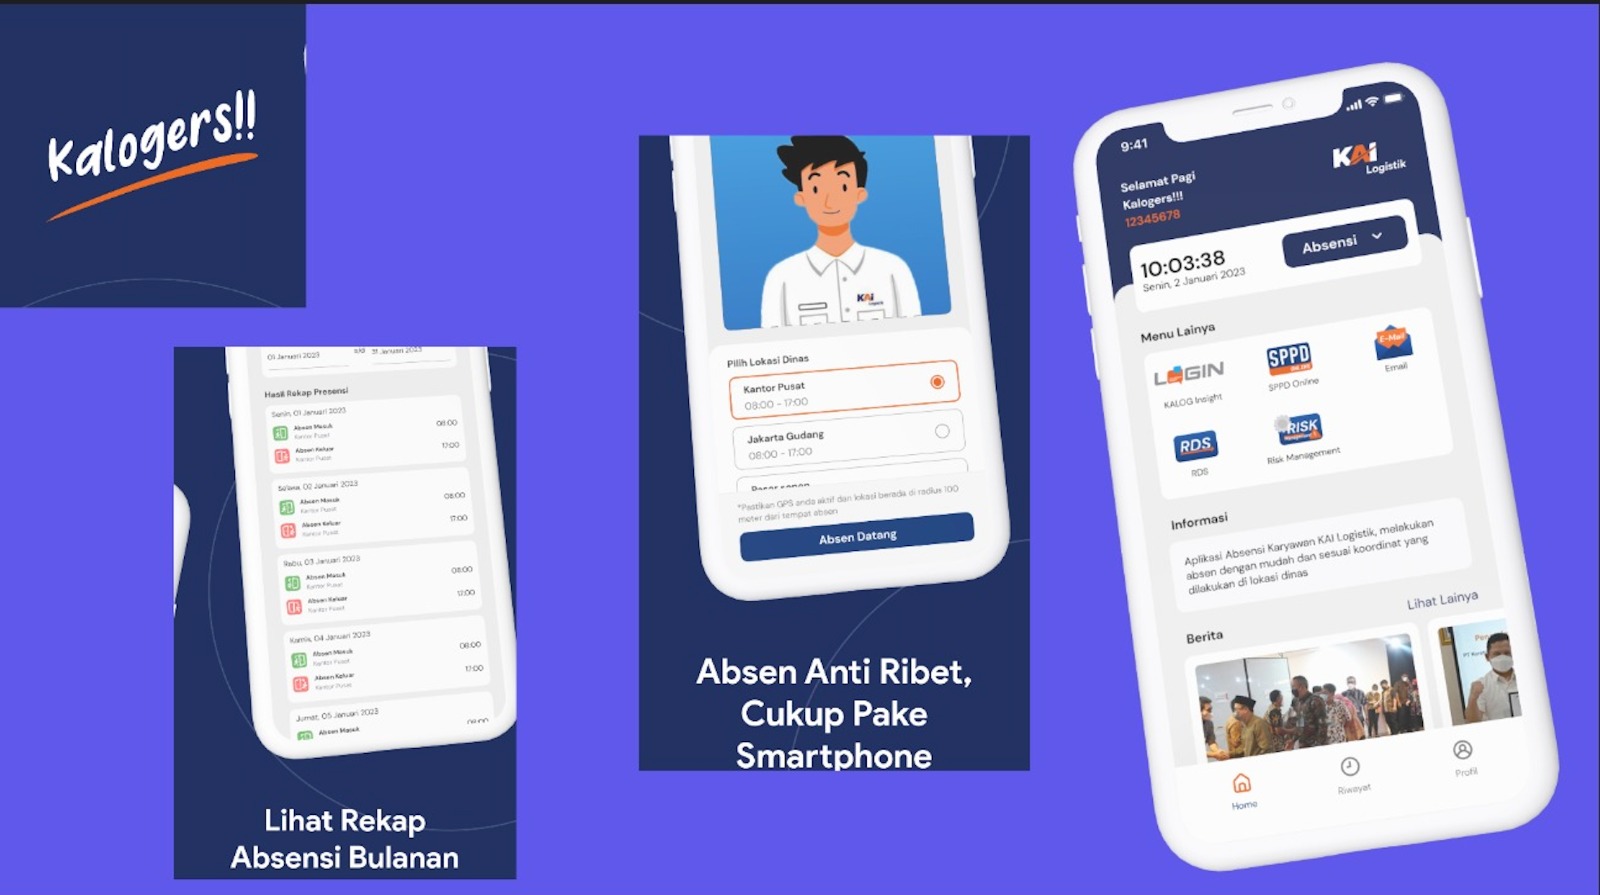 Kalogers!!
01 Januari 2023 s/d 31 Januari 2023
Hasil Rekap Presensi
Senin, 01 Januari 2023
Absen Masuk 08:00
Kantor Pusat
Absen Keluar 17:00
Kantor Pusat
Selasa, 02 Januari 2023
Absen Masuk 08:00
Kantor Pusat
Absen Keluar 17:00
Kantor Pusat
Rabu, 03 Januari 2023
Absen Masuk 08:00
Kantor Pusat
Absen Keluar 17:00
Kantor Pusat
Kamis, 04 Januari 2023
Absen Masuk 08:00
Kantor Pusat
Absen Keluar 17:00
Kantor Pusat
Jumat, 05 Januari 2023
Absen Masuk 08:00
Lihat Rekap
Absensi Bulanan
KAI
Logistik
Pilih Lokasi Dinas
Kantor Pusat
08:00 - 17:00
Jakarta Gudang
08:00 - 17:00
Pasar senen
*Pastikan GPS anda aktif dan lokasi berada di radius 100
meter dari tempat absen
Absen Datang
Absen Anti Ribet,
Cukup Pake
Smartphone
9:41
KAI
Logistik
Selamat Pagi
Kalogers!!!
12345678
10:03:38
Senin, 2 Januari 2023
Absensi
Menu Lainya
LOGIN
KALOG Insight
SPPD
ONLINE
SPPD Online
E-Mail
Email
RDS
RDS
RISK
Management
Risk Management
Informasi
Aplikasi Absensi Karyawan KAI Logistik, melakukan
absen dengan mudah dan sesuai koordinat yang
dilakukan di lokasi dinas
Lihat Lainya
Berita
Home
Riwayat
Profil